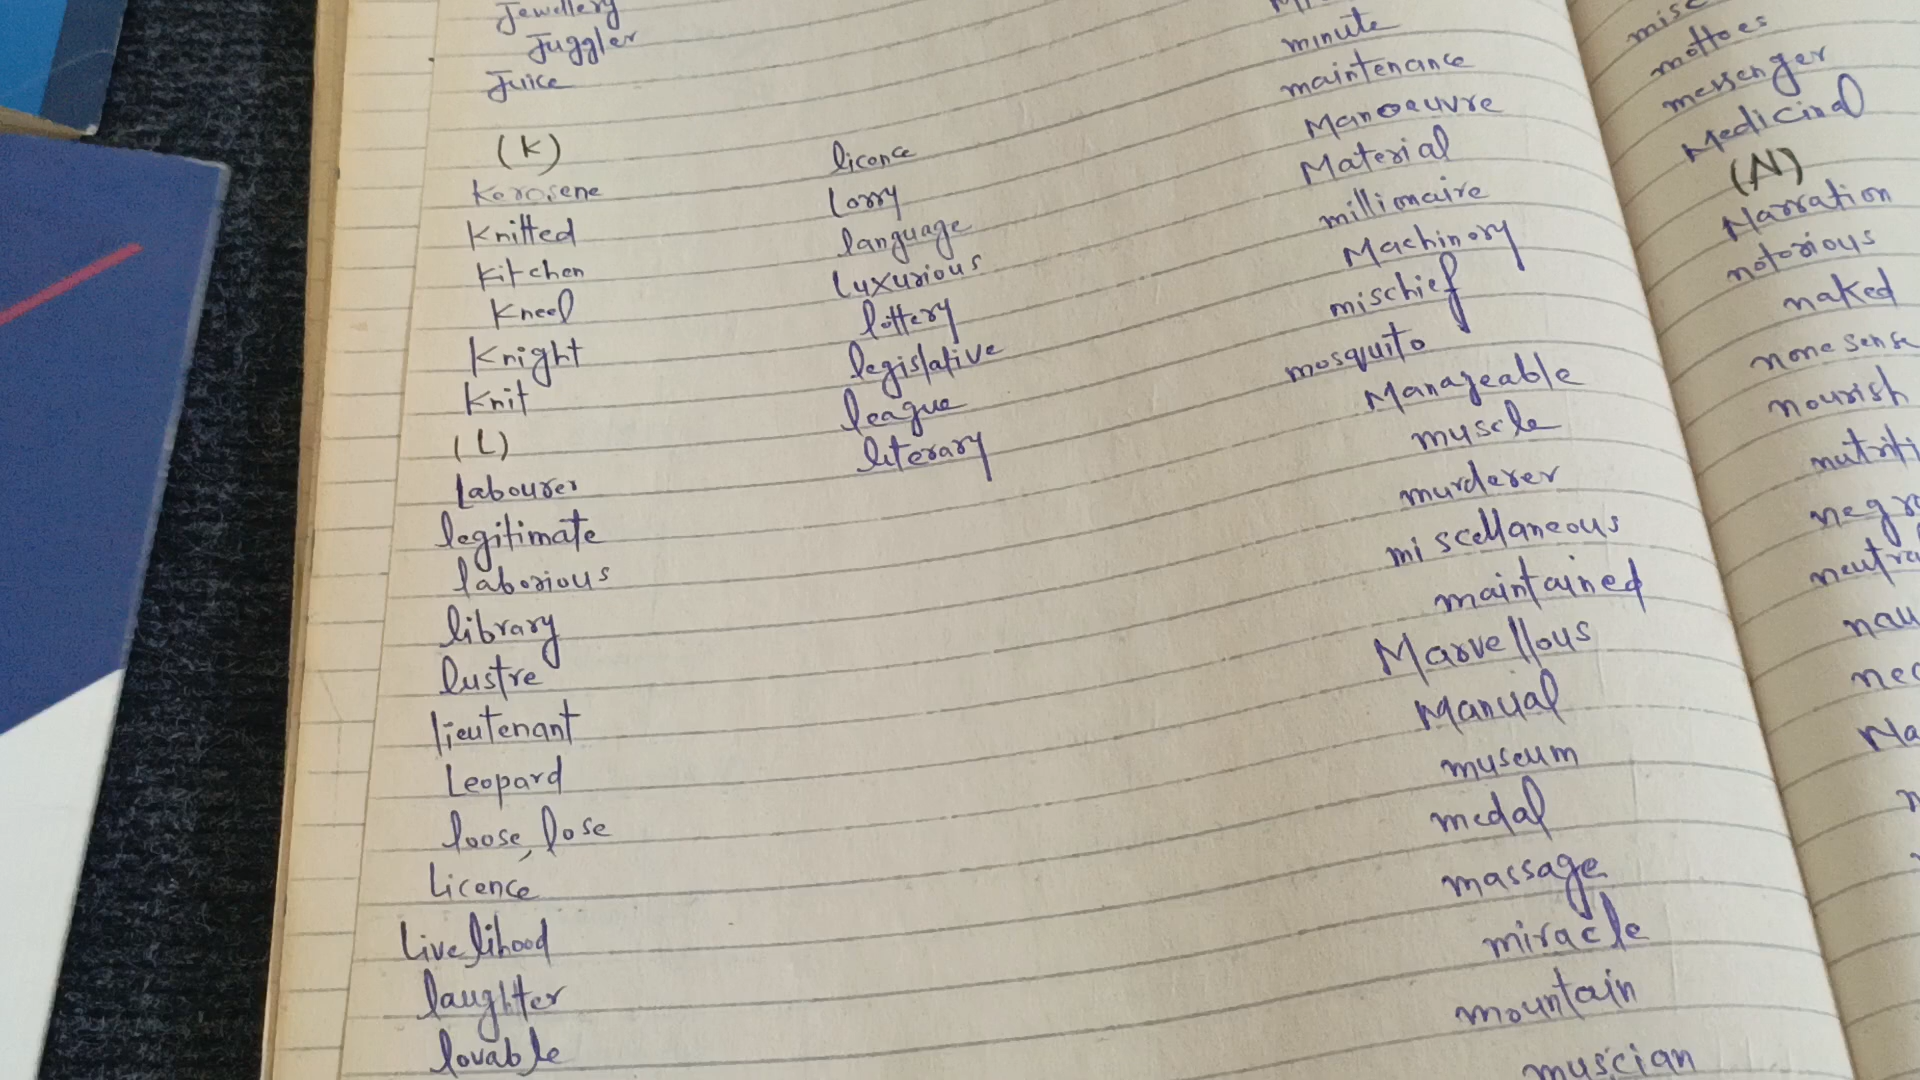 Jewellery
Juggler
Juice
(K)
Kerosene
Knitted
Kitchen
Kneel
Knight
Knit
(L)
Labourer
legitimate
laborious
library
lustre
lieutenant
Leopard
loose, lose
Licence
Livelihood
laughter
lovable
licence
Lorry
language
Luxurious
lottery
legislative
league
literary
minute
maintenance
Manoeuvre
Material
millionaire
Machinery
mischief
mosquito
Manageable
muscle
murderer
miscellaneous
maintained
Marvellous
Manual
museum
medal
massage
miracle
mountain
muscian
mottoes
messenger
Medicinal
(N)
Narration
notorious
naked
nonesense
nourish